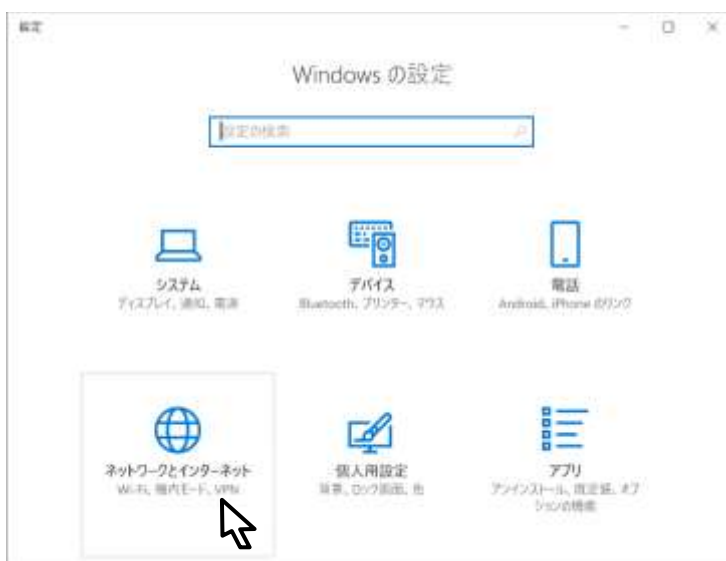 設定
Windows の設定
設定の検索
システム
ディスプレイ、通知、電源
デバイス
Bluetooth、プリンター、マウス
電話
Android、iPhone のリンク
ネットワークとインターネット
Wi-Fi、機内モード、VPN
個人用設定
背景、ロック画面、色
アプリ
アンインストール、既定値、オプ
ションの機能